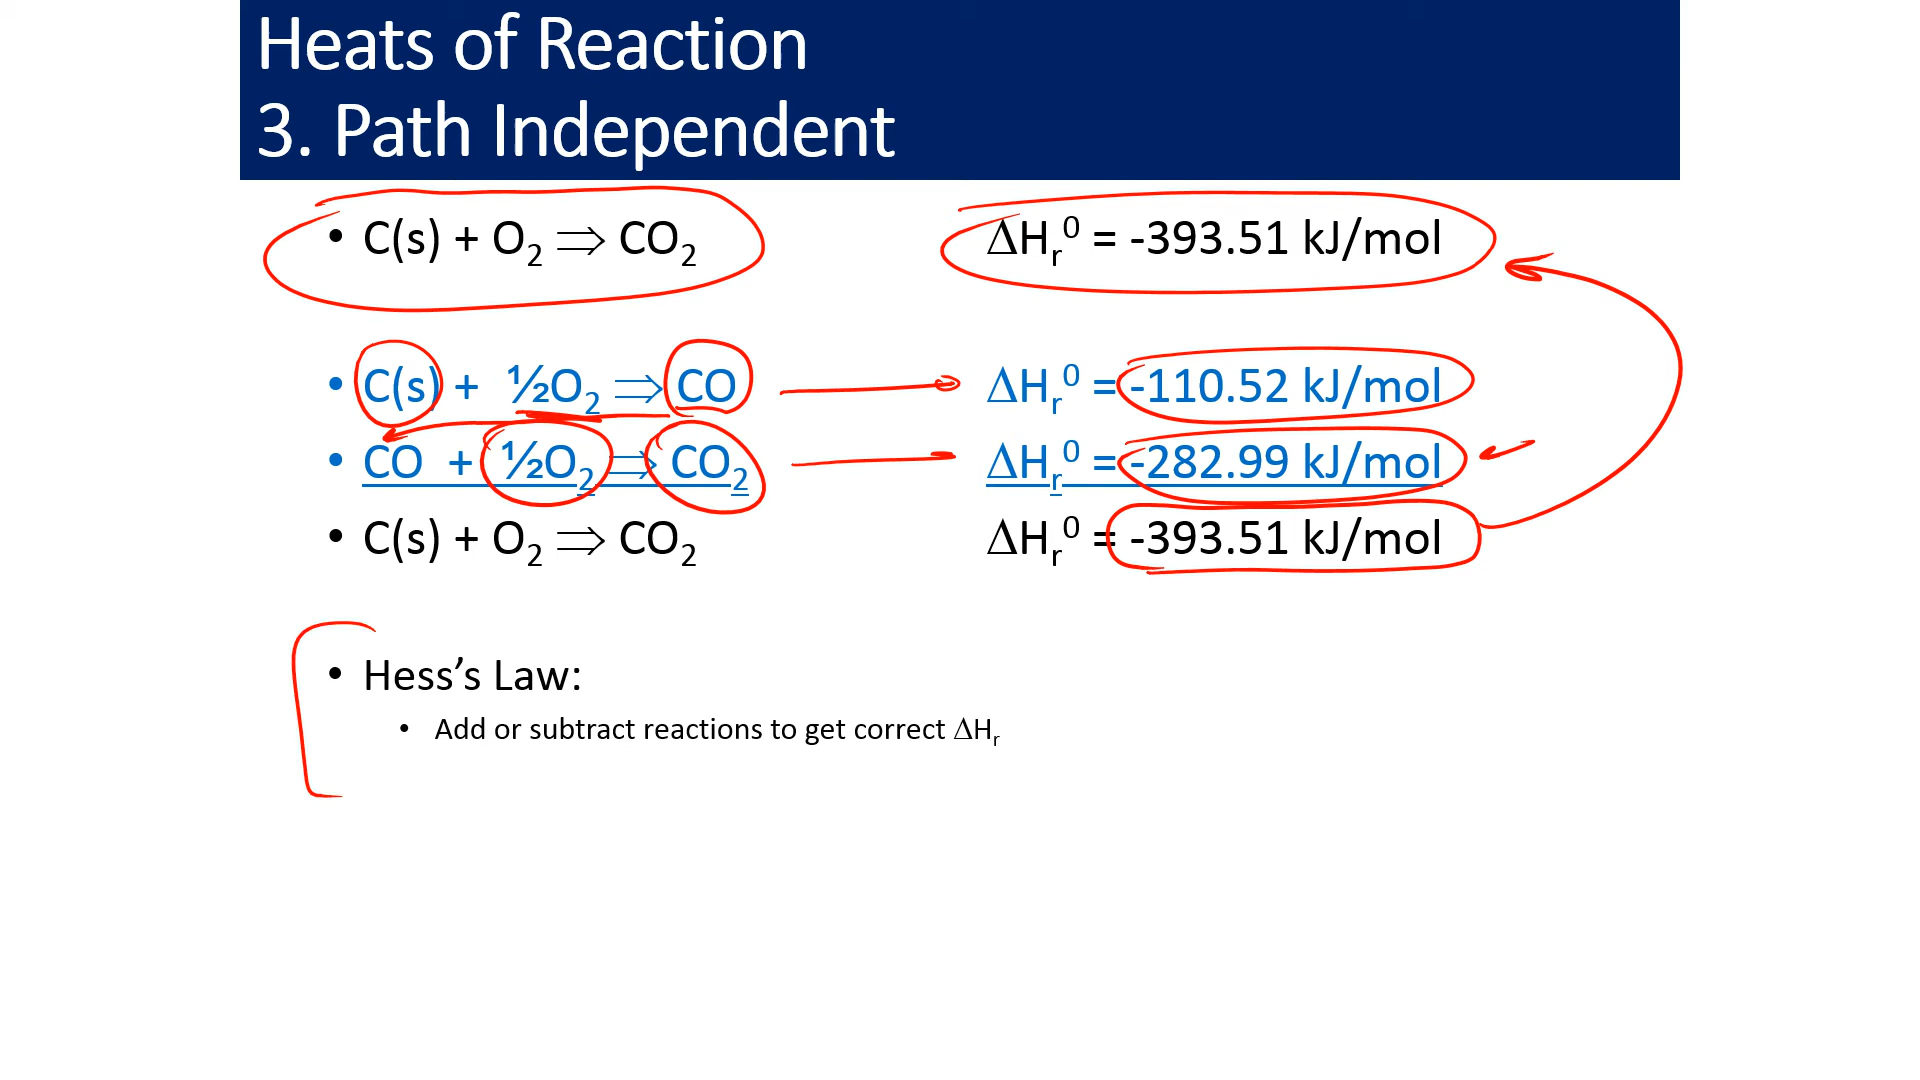 Heats of Reaction
3. Path Independent
• C(s) + O₂ ⇒ CO₂ ΔHᵣ⁰ = -393.51 kJ/mol
• C(s) + ½O₂ ⇒ CO ΔHᵣ⁰ = -110.52 kJ/mol
• CO + ½O₂ ⇒ CO₂ ΔHᵣ⁰ = -282.99 kJ/mol
• C(s) + O₂ ⇒ CO₂ ΔHᵣ⁰ = -393.51 kJ/mol
• Hess’s Law:
• Add or subtract reactions to get correct ΔHᵣ